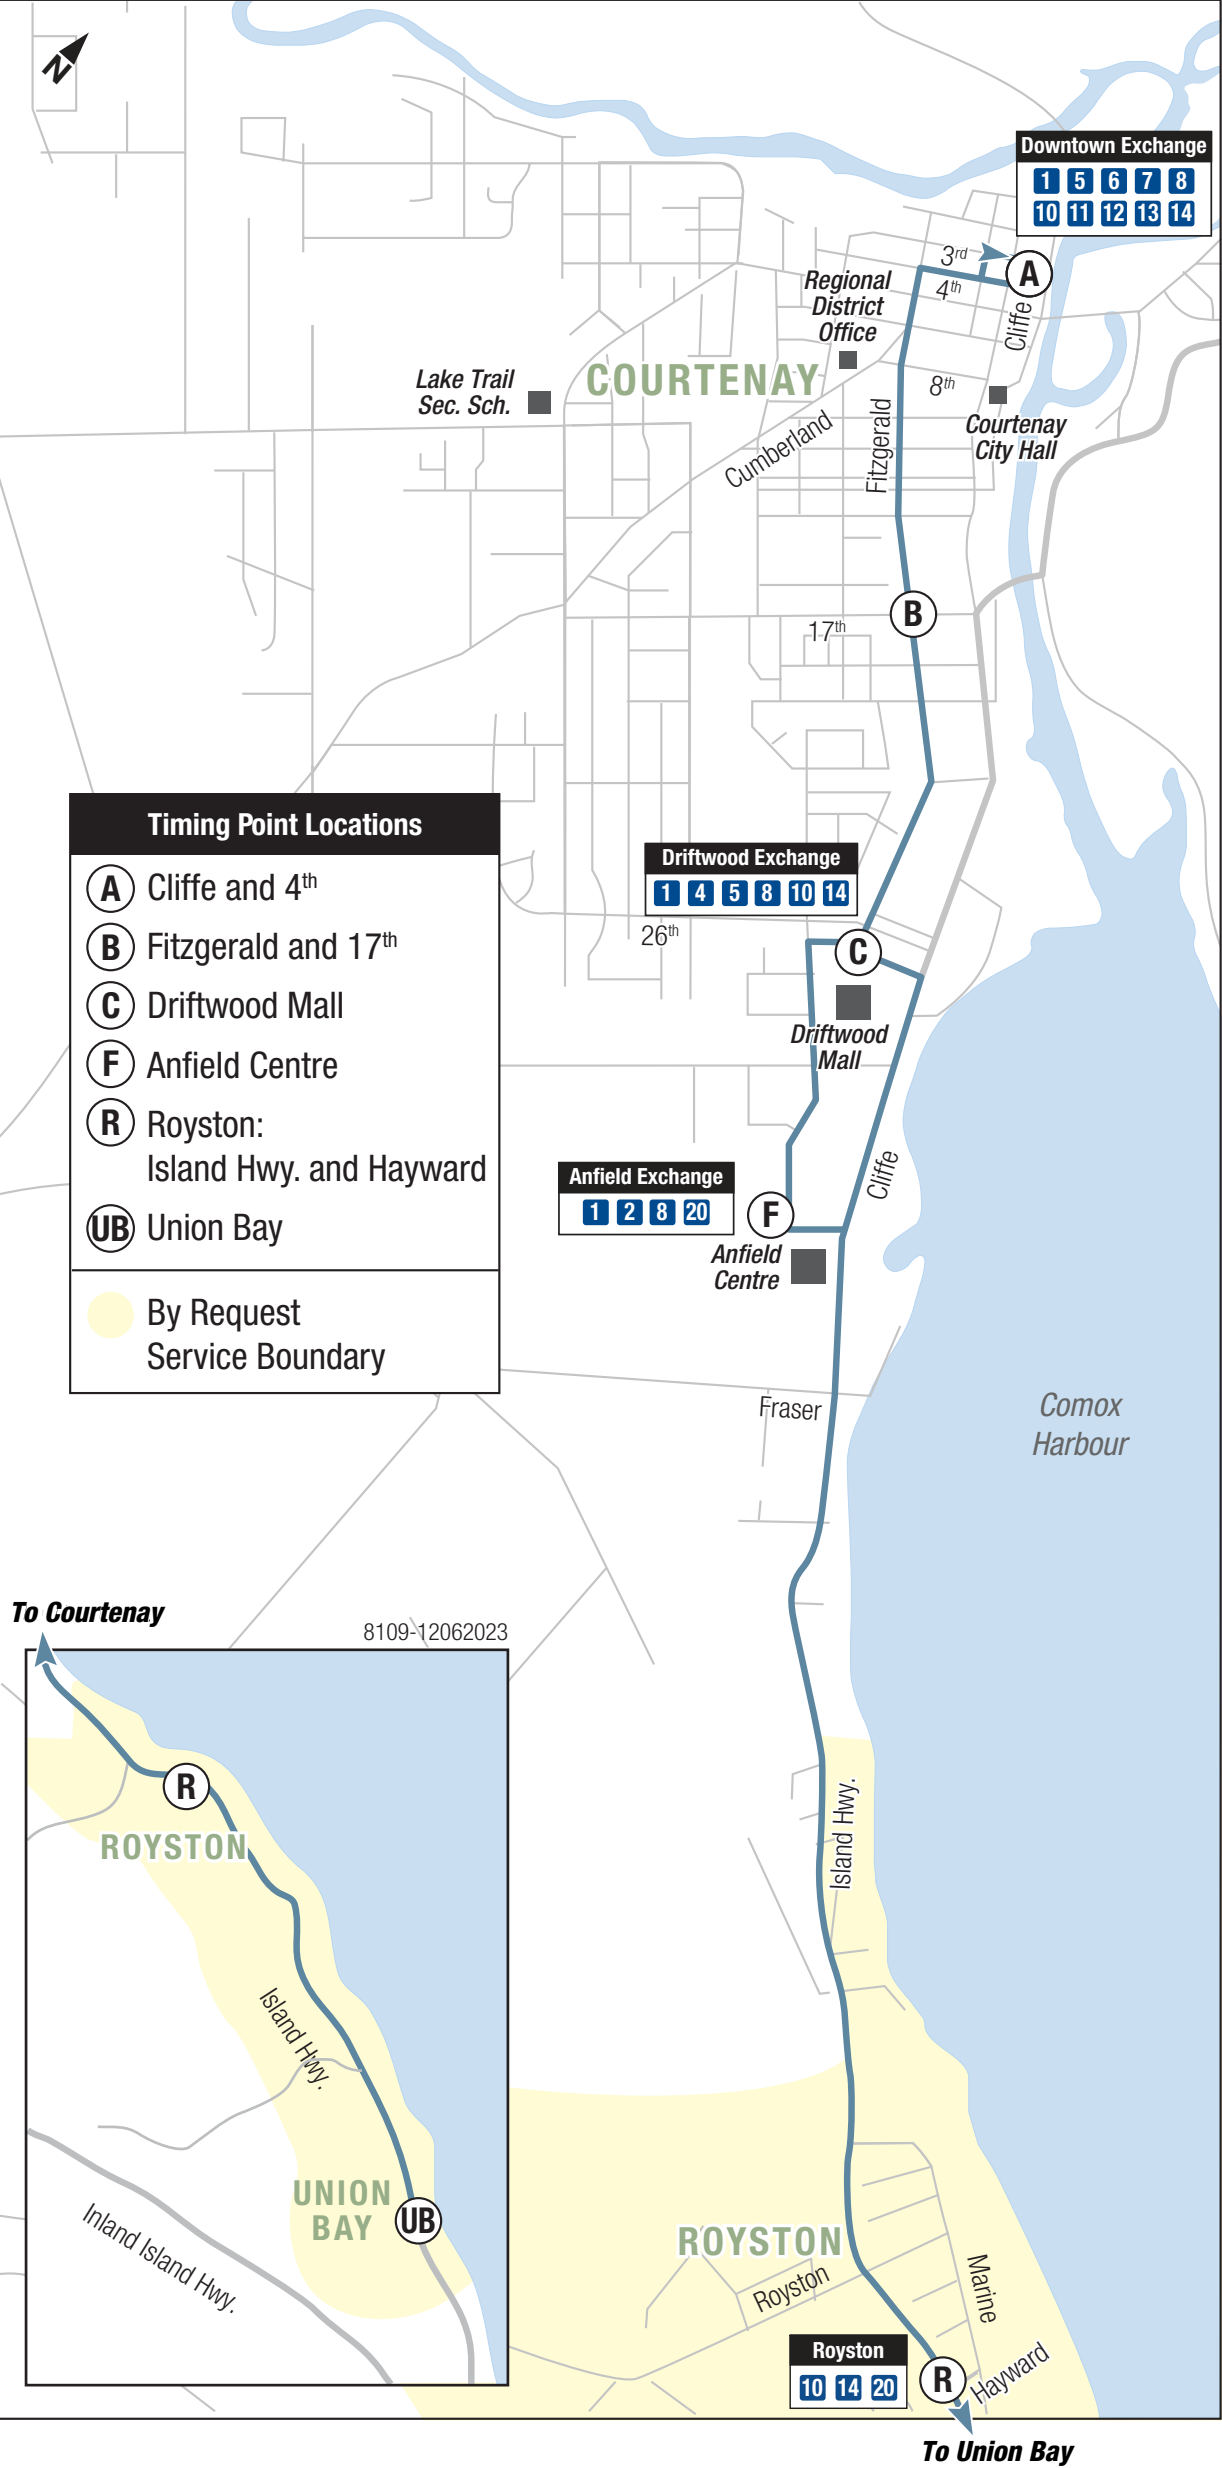 N
Downtown Exchange
1 5 6 7 8
10 11 12 13 14
3rd
A
4th
Cliffe
Regional
District
Office
COURTENAY
Lake Trail
Sec. Sch.
8th
Courtenay
City Hall
Cumberland
Fitzgerald
B
17th
Timing Point Locations
A Cliffe and 4th
B Fitzgerald and 17th
C Driftwood Mall
F Anfield Centre
R Royston:
Island Hwy. and Hayward
UB Union Bay
By Request
Service Boundary
Driftwood Exchange
1 4 5 8 10 14
26th
C
Driftwood
Mall
Cliffe
Anfield Exchange
1 2 8 20
F
Anfield
Centre
Fraser
Comox
Harbour
To Courtenay
8109-12062023
R
ROYSTON
Island Hwy.
UNION
BAY
UB
Inland Island Hwy.
Island Hwy.
ROYSTON
Royston
Marine
Royston
10 14 20
R
Hayward
To Union Bay